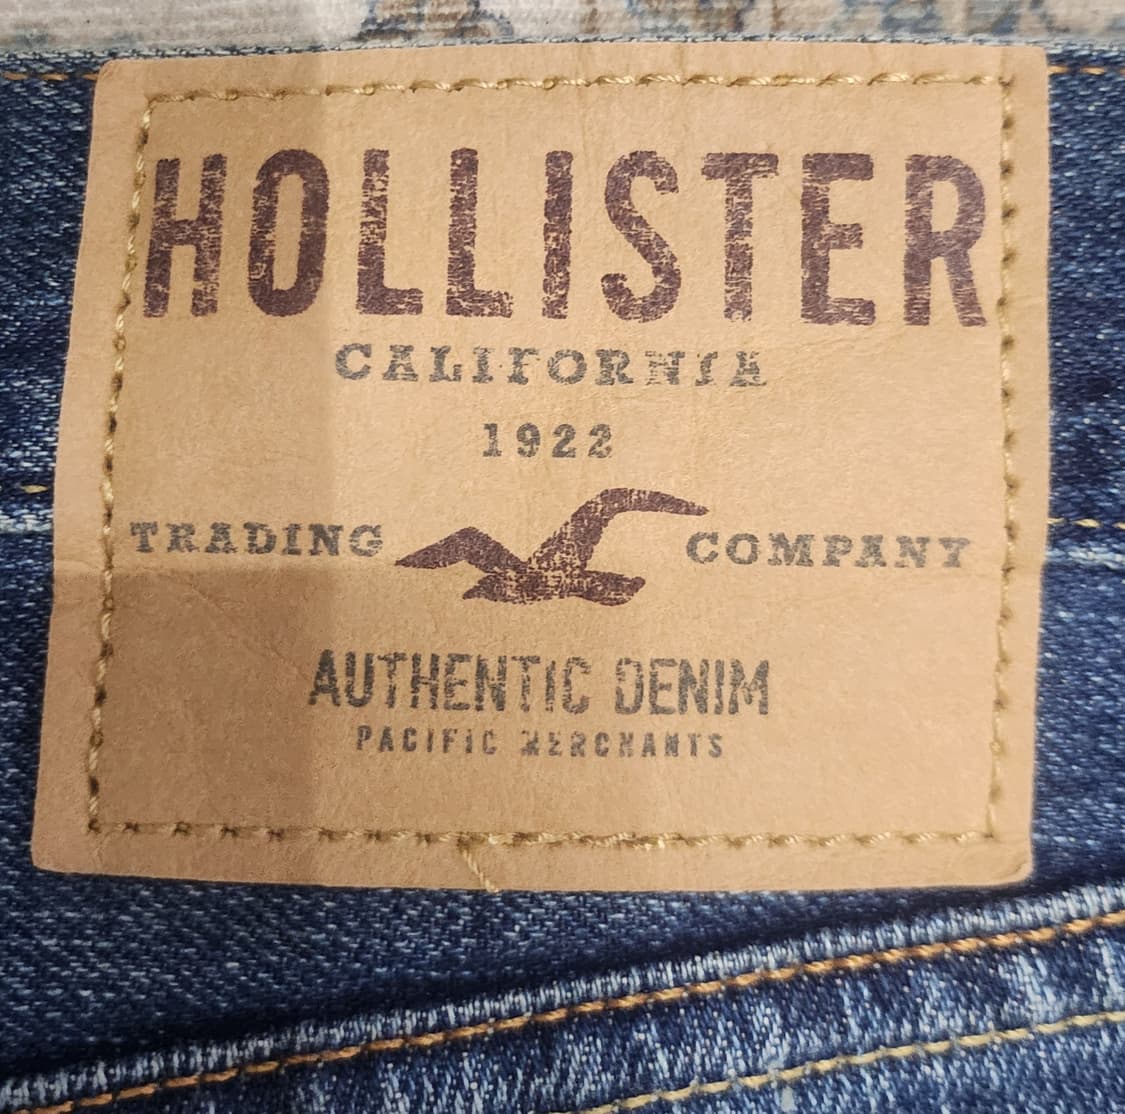 HOLLISTER
CALIFORNIA
1922
TRADING COMPANY
AUTHENTIC DENIM
PACIFIC MERCHANTS